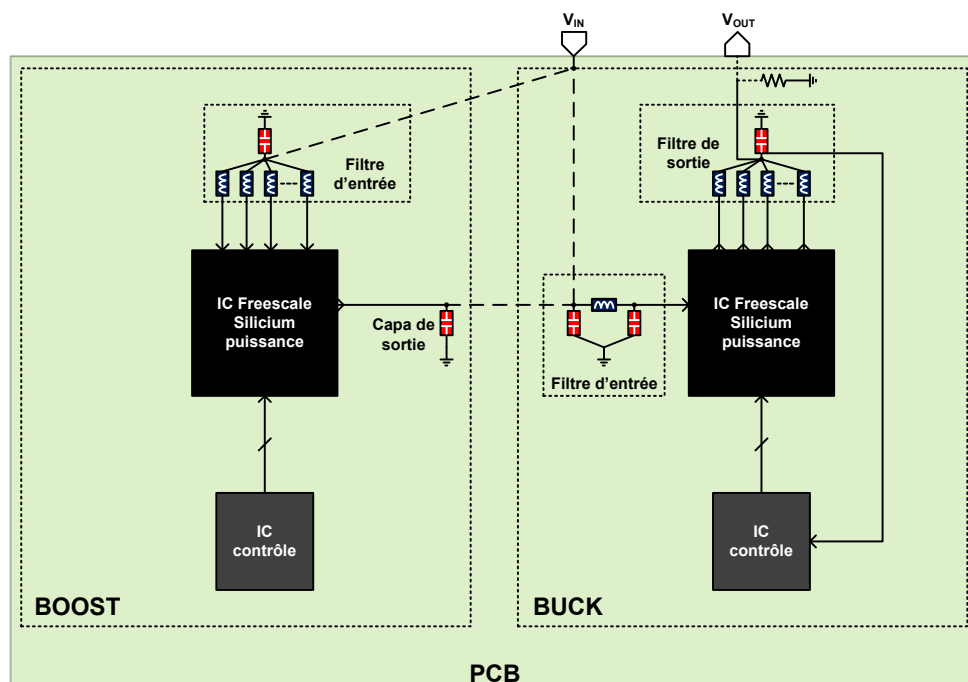 VIN
VOUT
Filtre
d’entrée
Filtre de
sortie
IC Freescale
Silicium
puissance
Capa de
sortie
Filtre d’entrée
IC Freescale
Silicium
puissance
IC
contrôle
IC
contrôle
BOOST
BUCK
PCB